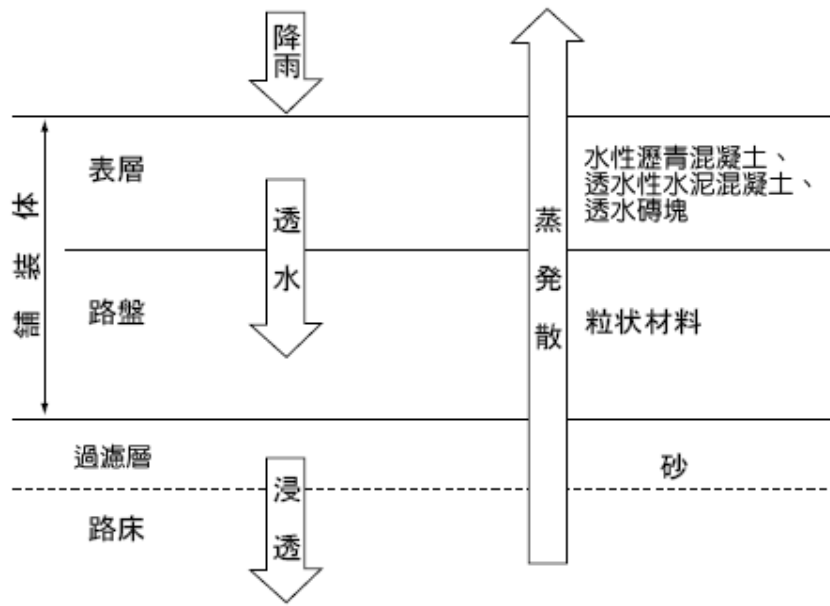 降雨
表層
水性瀝青混凝土、
透水性水泥混凝土、
透水磚塊
透水
蒸発散
舗装体
路盤
粒状材料
過濾層
砂
浸透
路床